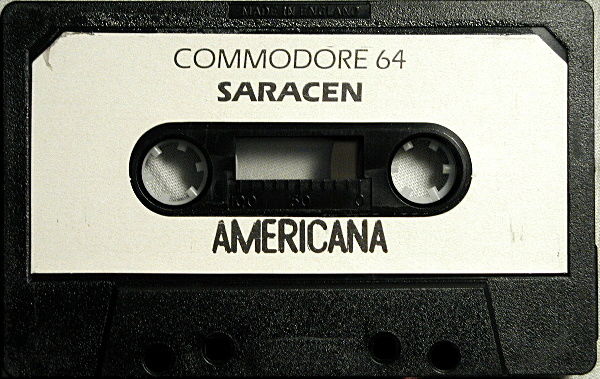 MADE IN ENGLAND
COMMODORE 64
SARACEN
100 50 0
AMERICANA